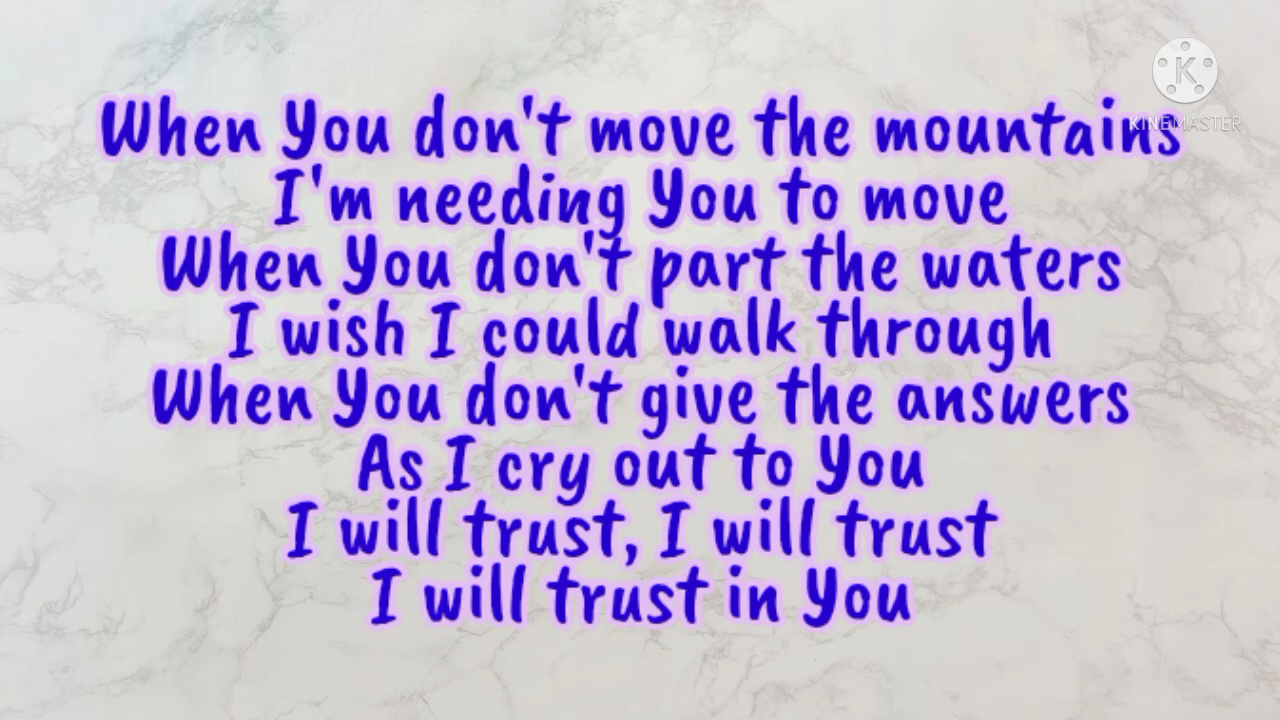 When You don't move the mountains
I'm needing You to move
When You don't part the waters
I wish I could walk through
When You don't give the answers
As I cry out to You
I will trust, I will trust
I will trust in You
K
KINEMASTER